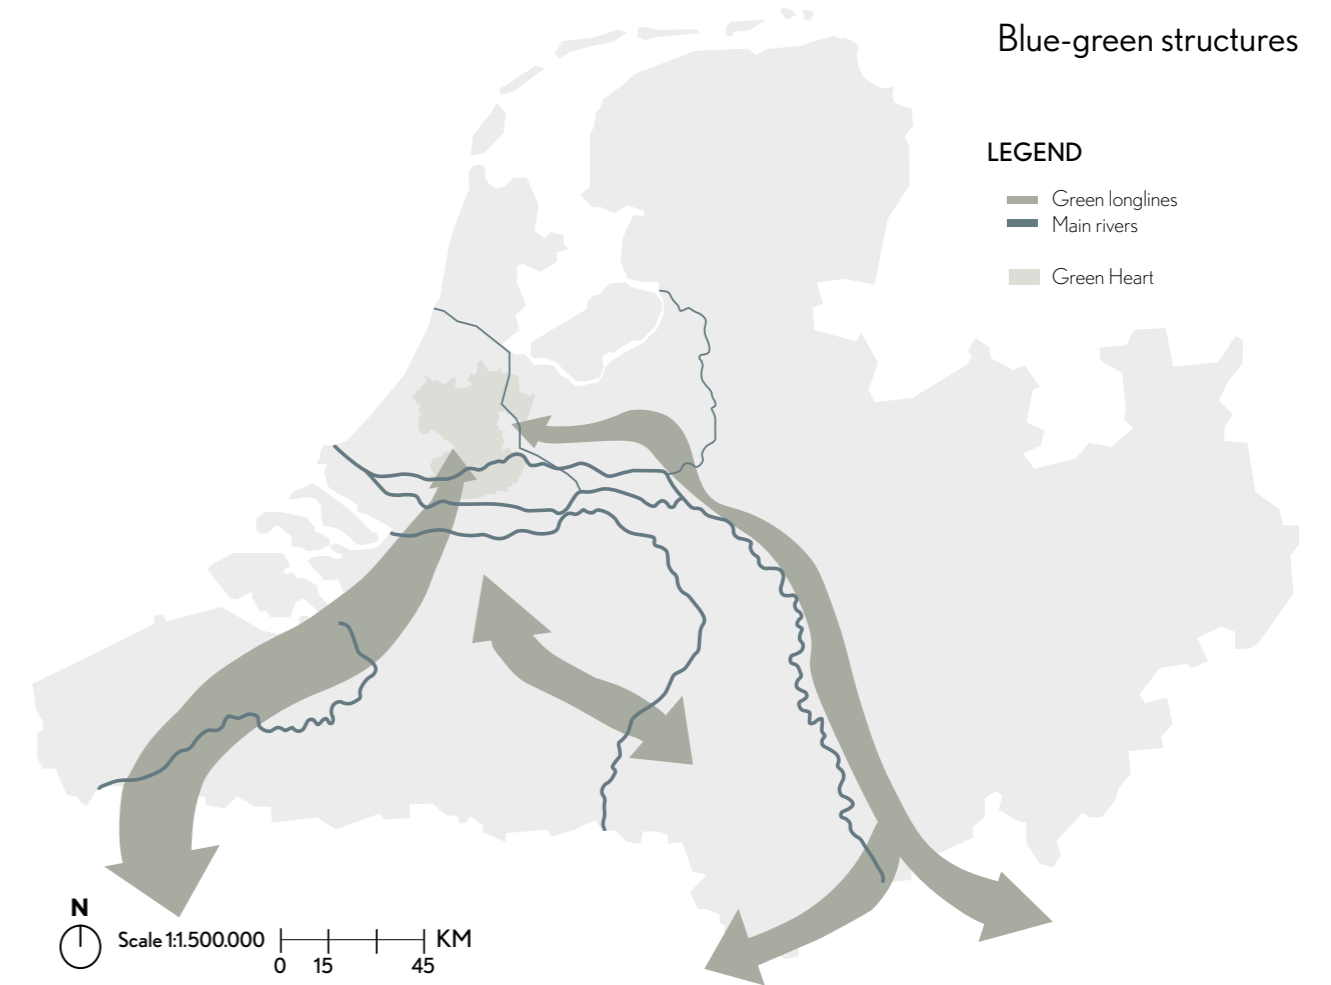 Blue-green structures
LEGEND
Green longlines
Main rivers
Green Heart
N
Scale 1:1.500.000
KM
0 15 45